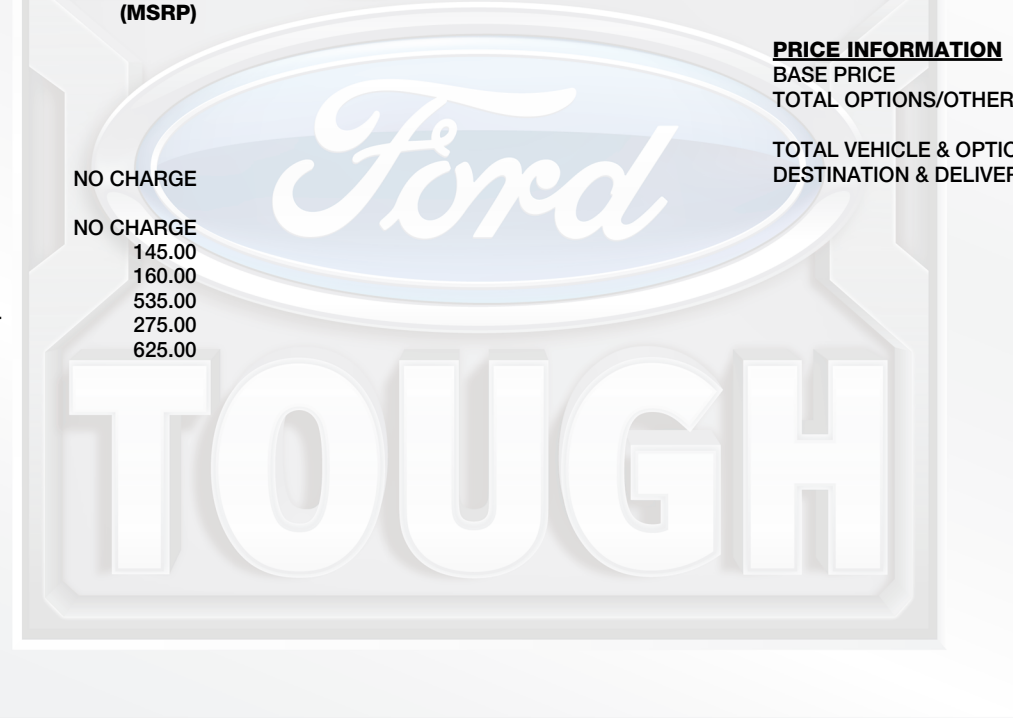 (MSRP)
NO CHARGE
NO CHARGE
145.00
160.00
535.00
275.00
625.00
PRICE INFORMATION
BASE PRICE
TOTAL OPTIONS/OTHER
TOTAL VEHICLE & OPTIO
DESTINATION & DELIVER
Ford
TOUGH